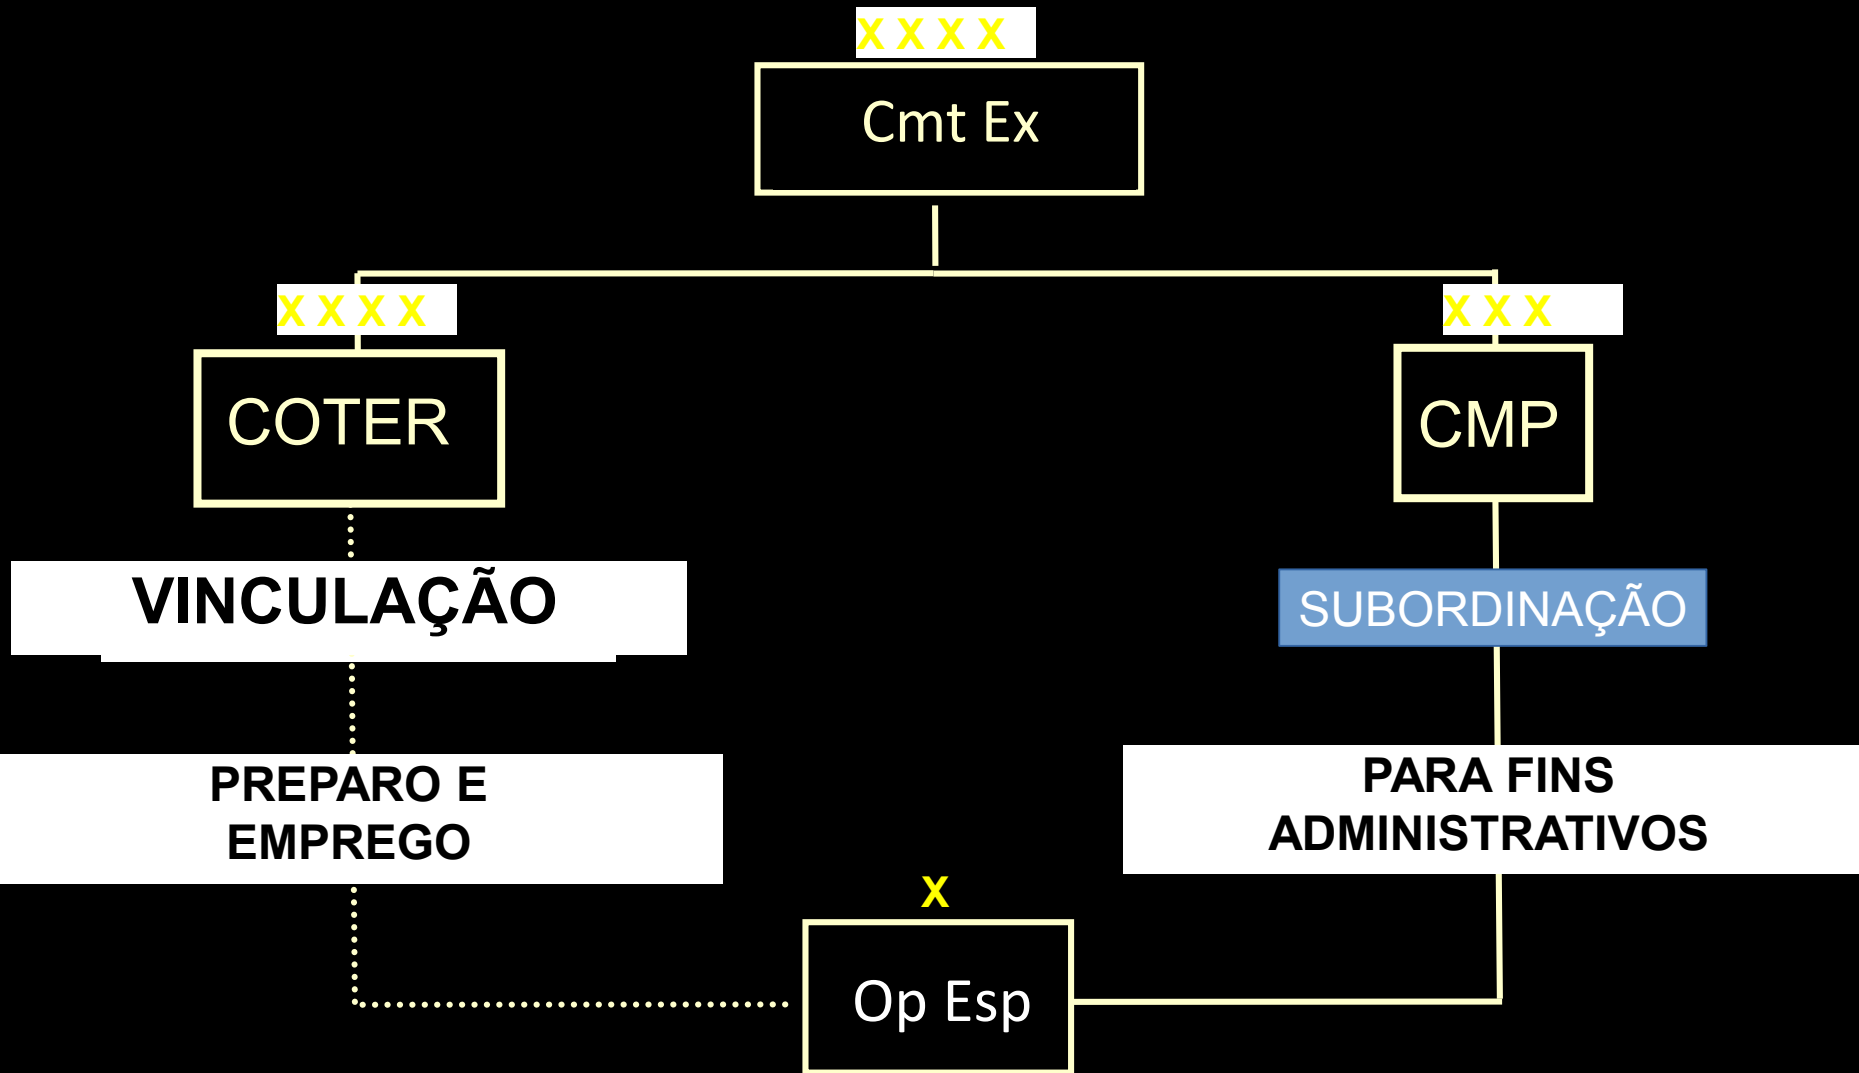 X X X X
Cmt Ex
X X X X
X X X
COTER
CMP
VINCULAÇÃO
SUBORDINAÇÃO
PREPARO E
EMPREGO
PARA FINS
ADMINISTRATIVOS
X
Op Esp